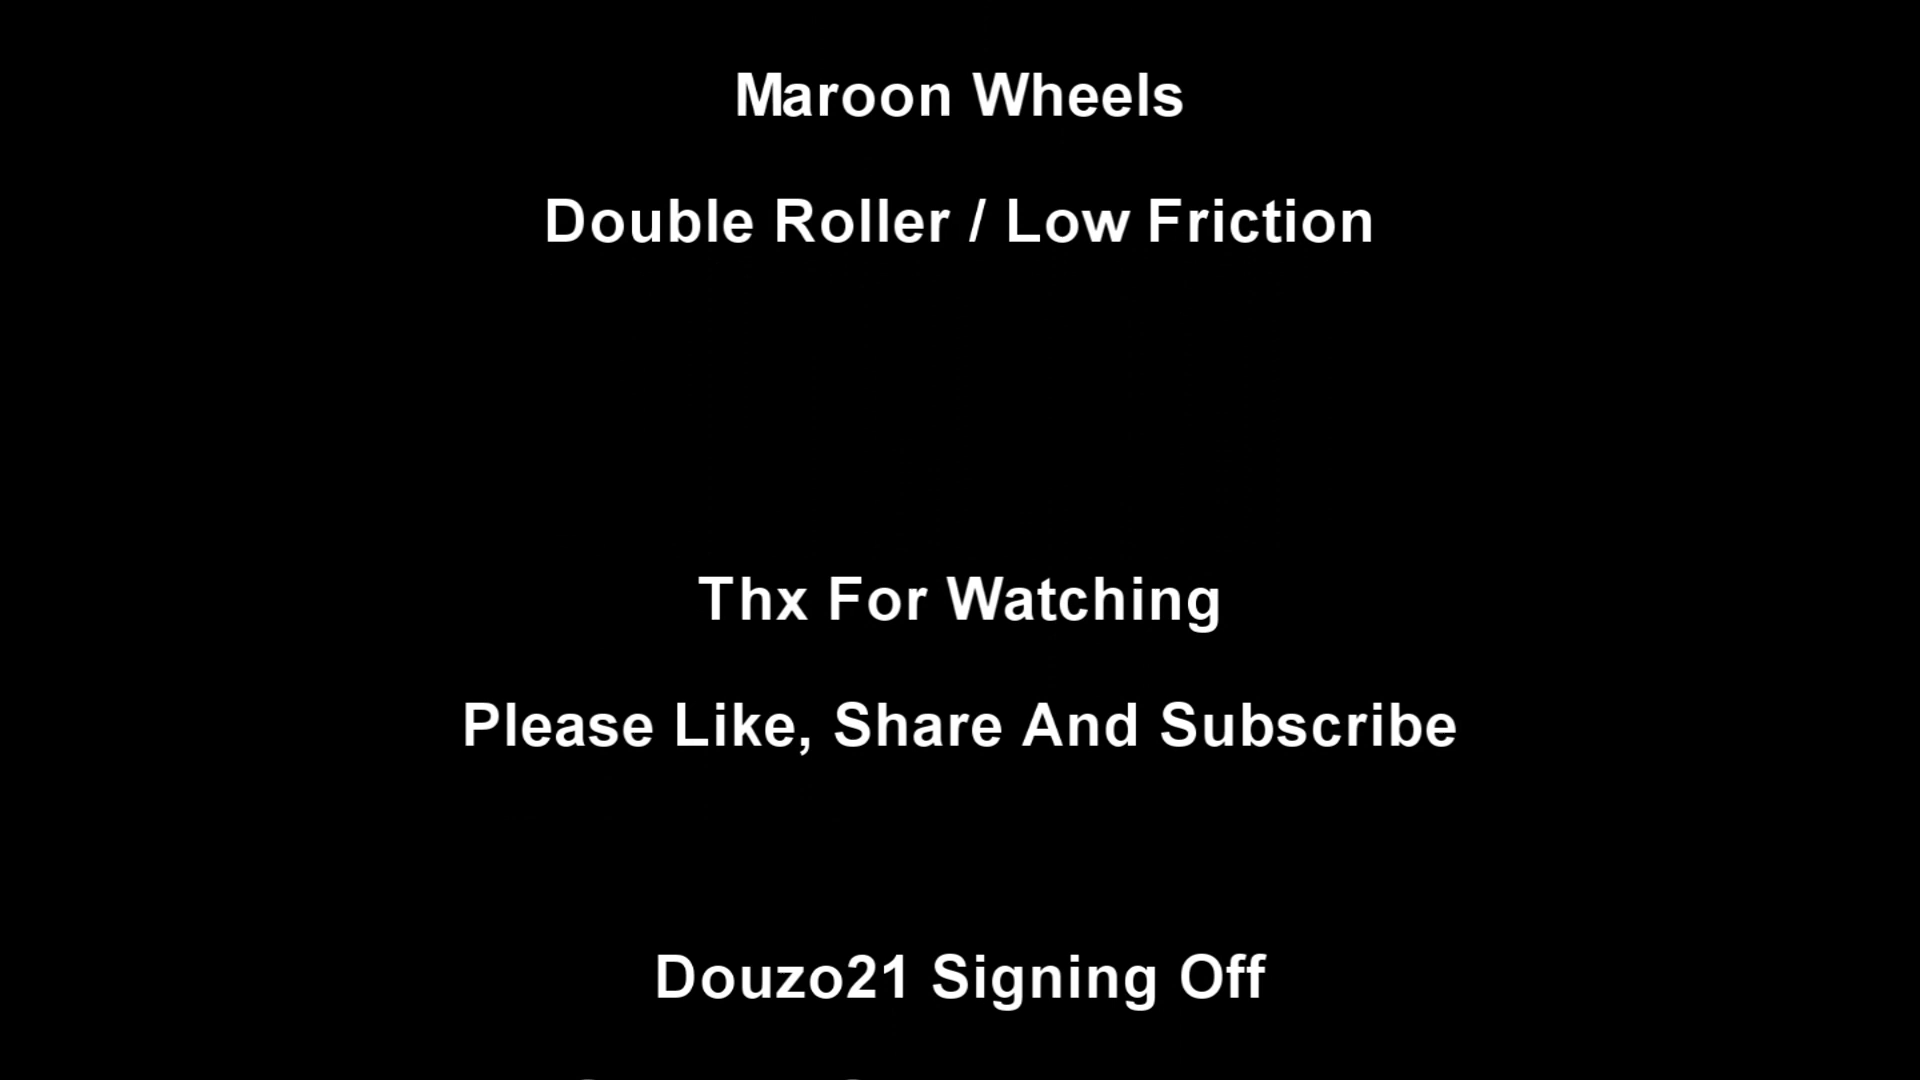 Maroon Wheels
Double Roller / Low Friction
Thx For Watching
Please Like, Share And Subscribe
Douzo21 Signing Off